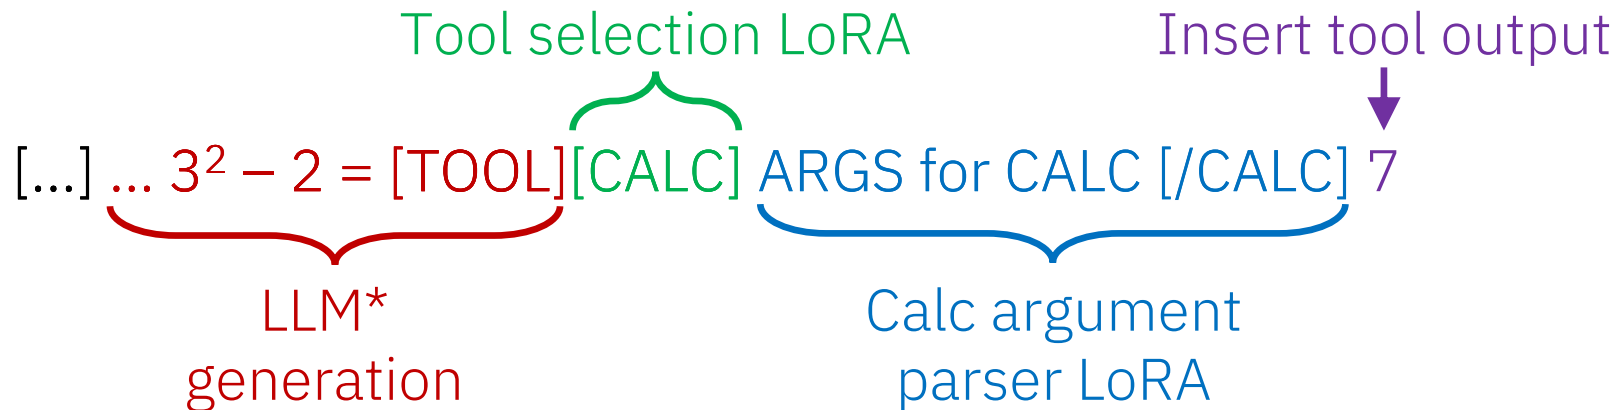 Tool selection LoRA Insert tool output
[...] ... 3² – 2 = [TOOL][CALC] ARGS for CALC [/CALC] 7
LLM* Calc argument
generation parser LoRA